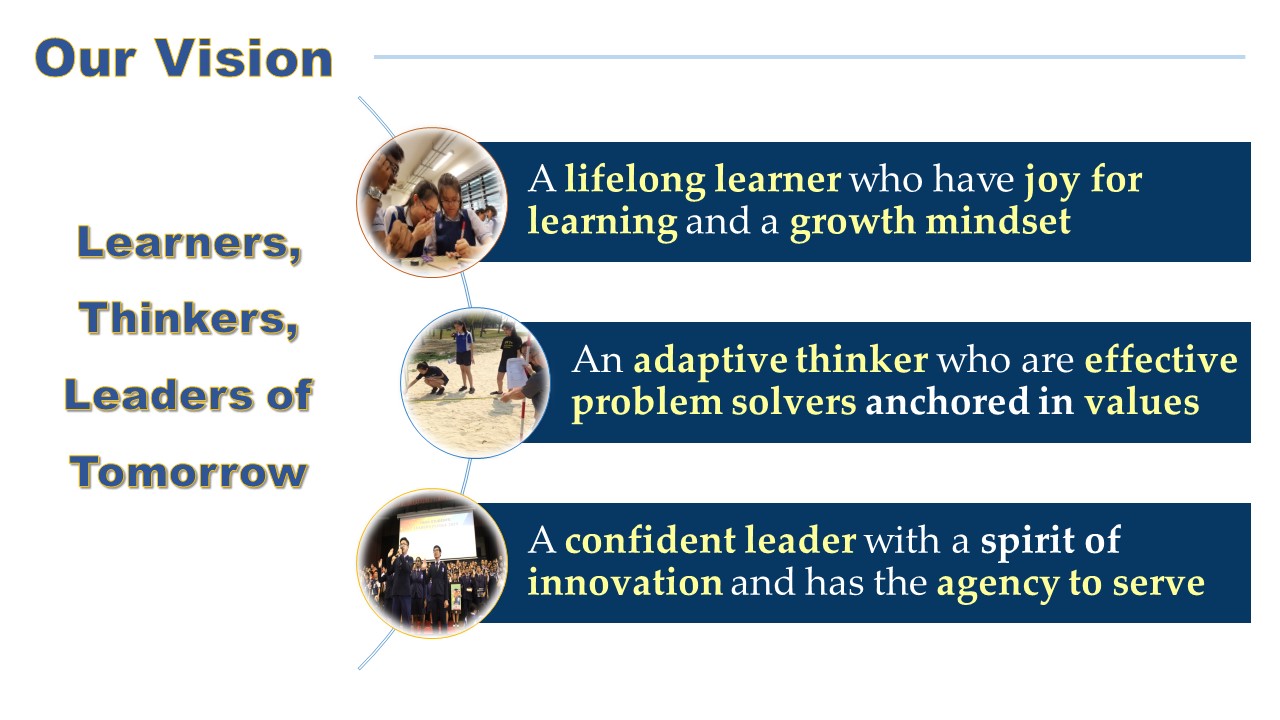 Our Vision
Learners,
Thinkers,
Leaders of
Tomorrow
A lifelong learner who have joy for
learning and a growth mindset
An adaptive thinker who are effective
problem solvers anchored in values
A confident leader with a spirit of
innovation and has the agency to serve